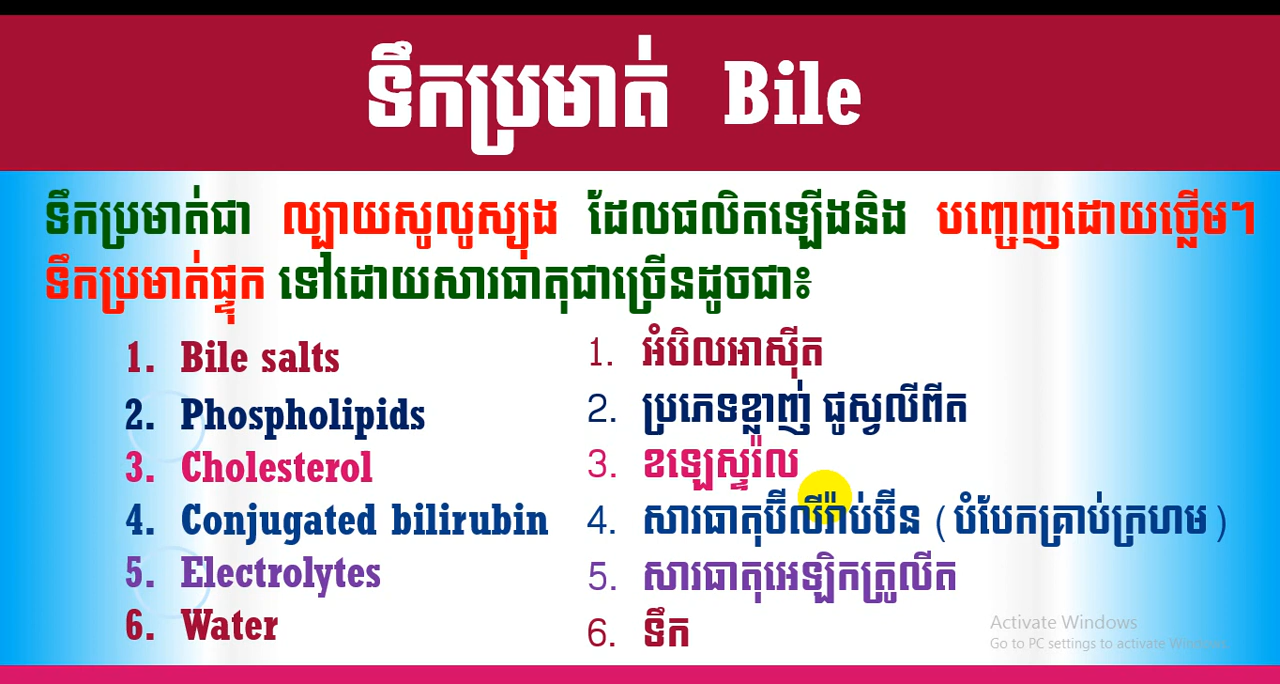 ទឹកប្រមាត់ Bile
ទឹកប្រមាត់ជា ល្បាយសូលូស្យុង ដែលផលិតឡើងនិង បញ្ចេញដោយថ្លើម។
ទឹកប្រមាត់ផ្ទុក ទៅដោយសារធាតុជាច្រើនដូចជា៖
1. Bile salts
2. Phospholipids
3. Cholesterol
4. Conjugated bilirubin
5. Electrolytes
6. Water
1. អំបិលអាស៊ីត
2. ប្រភេទខ្លាញ់ ផូស្វលីពីត
3. ខឡេស្ទរ៉ល
4. សារធាតុប៊ីលីរ៉ាប់ប៊ីន (បំបែកគ្រាប់ក្រហម)
5. សារធាតុអេឡិកត្រូលីត
6. ទឹក
Activate Windows
Go to PC settings to activate Windows.